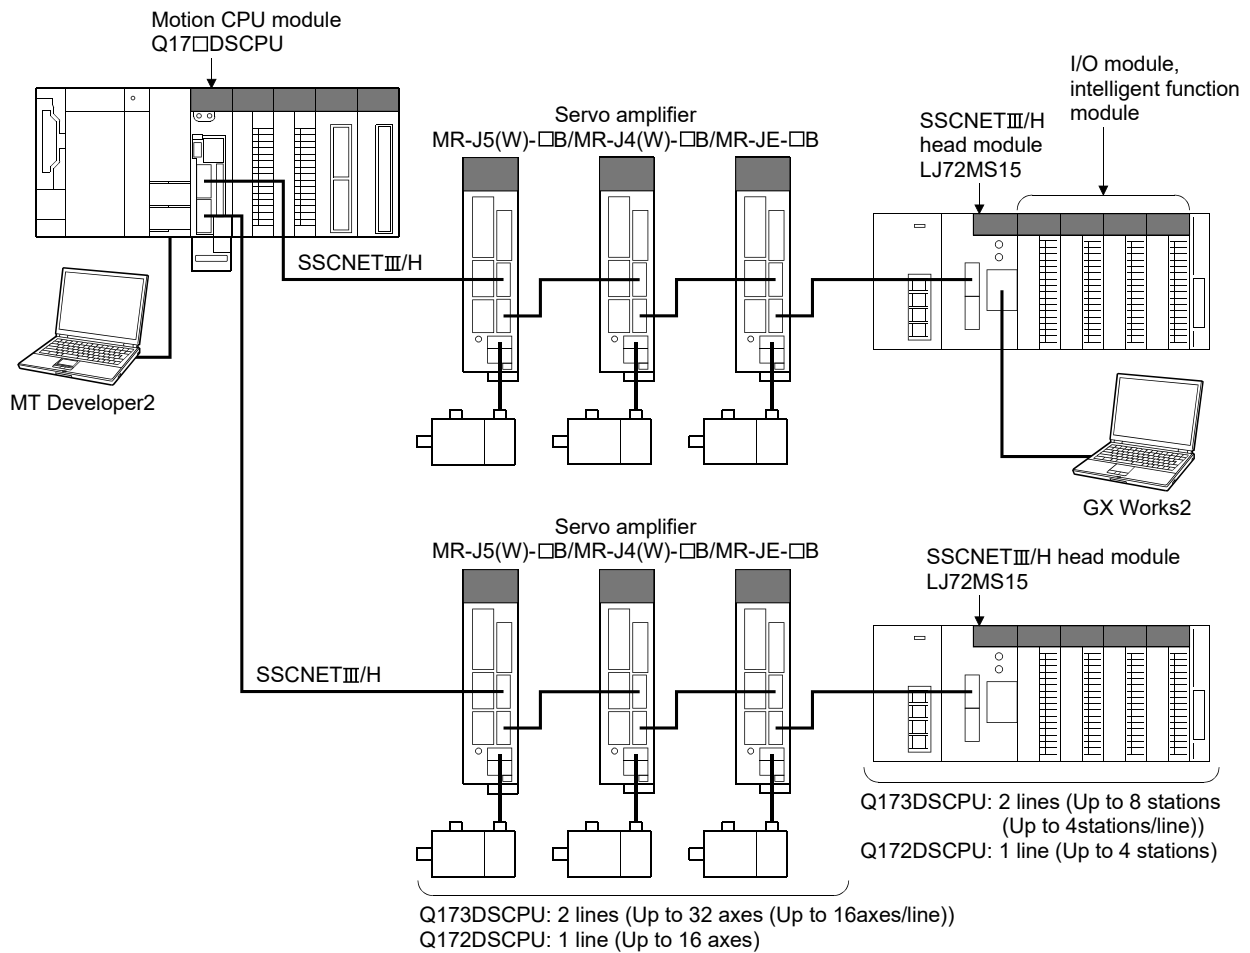 Motion CPU module
Q17□DSCPU
I/O module,
intelligent function
module
Servo amplifier
MR-J5(W)-□B/MR-J4(W)-□B/MR-JE-□B
SSCNETⅢ/H
head module
LJ72MS15
SSCNETⅢ/H
MT Developer2
GX Works2
Servo amplifier
MR-J5(W)-□B/MR-J4(W)-□B/MR-JE-□B
SSCNETⅢ/H head module
LJ72MS15
SSCNETⅢ/H
Q173DSCPU: 2 lines (Up to 8 stations
(Up to 4stations/line))
Q172DSCPU: 1 line (Up to 4 stations)
Q173DSCPU: 2 lines (Up to 32 axes (Up to 16axes/line))
Q172DSCPU: 1 line (Up to 16 axes)